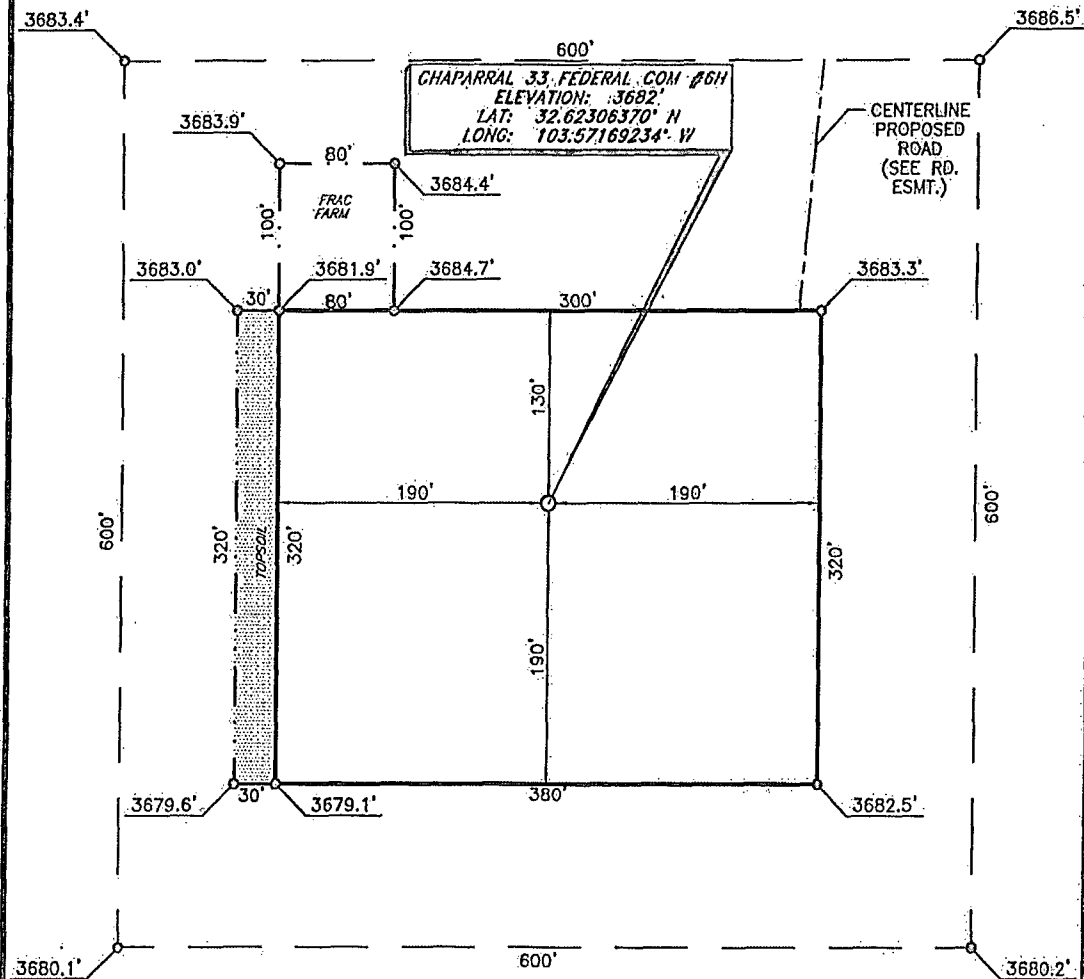 3683.4'
3686.5'
600'
CHAPARRAL 33 FEDERAL COM #6H
ELEVATION: 3682'
LAT: 32.62306370° N
LONG: 103.57169234° W
CENTERLINE
PROPOSED
ROAD
(SEE RD.
ESMT.)
3683.9'
80'
3684.4'
FRAC
FARM
100'
100'
3683.0'
3681.9'
3684.7'
3683.3'
30'
80'
300'
130'
190'
190'
600'
320'
TOPSOIL
320'
320'
600'
190'
3679.6'
30'
3679.1'
380'
3682.5'
3680.1'
600'
3680.2'